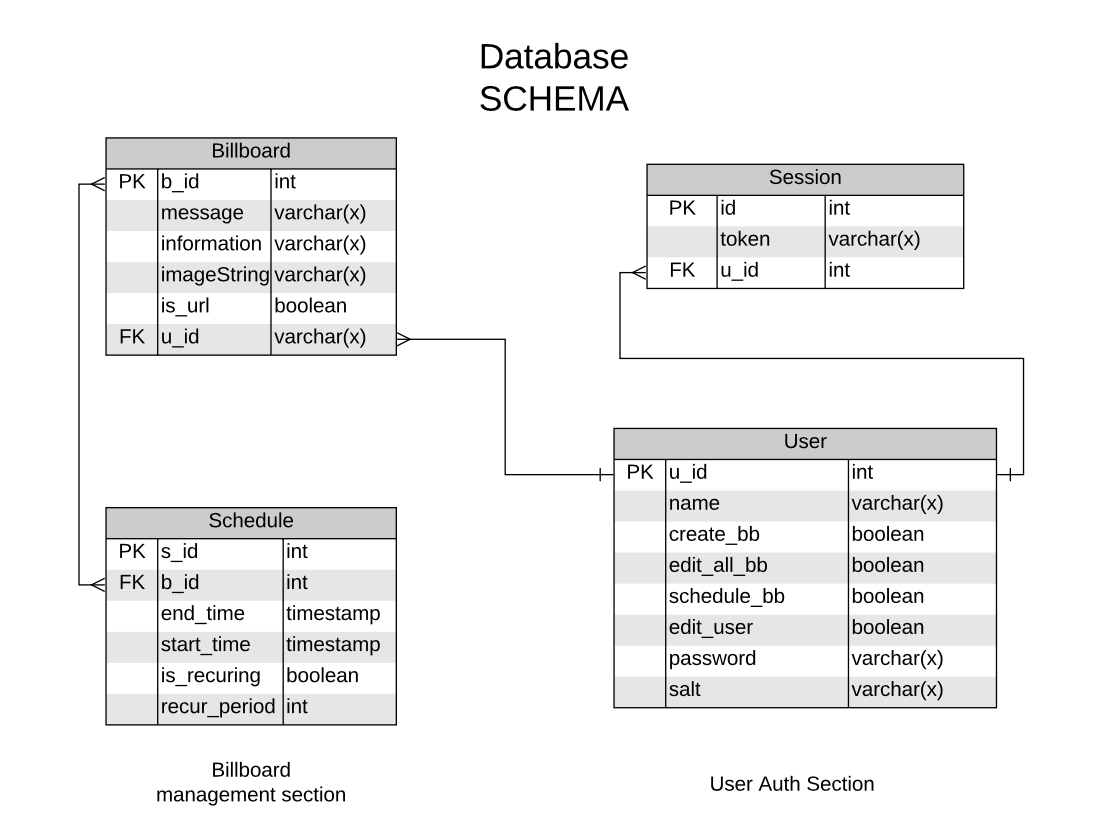 Database
SCHEMA
Billboard
PK b_id int
message varchar(x)
information varchar(x)
imageString varchar(x)
is_url boolean
FK u_id varchar(x)
Session
PK id int
token varchar(x)
FK u_id int
Schedule
PK s_id int
FK b_id int
end_time timestamp
start_time timestamp
is_recuring boolean
recur_period int
User
PK u_id int
name varchar(x)
create_bb boolean
edit_all_bb boolean
schedule_bb boolean
edit_user boolean
password varchar(x)
salt varchar(x)
Billboard
management section
User Auth Section